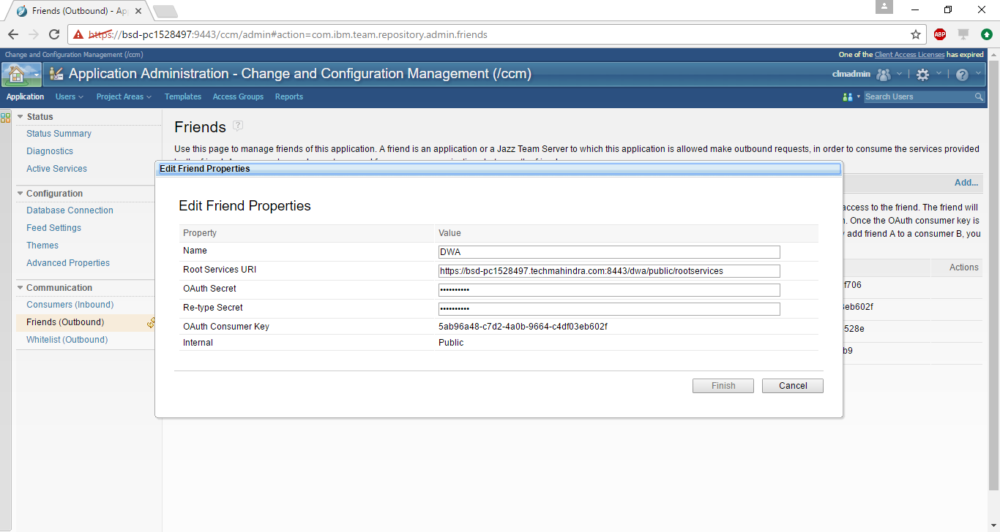 Friends (Outbound) - Ap
https://bsd-pc1528497:9443/ccm/admin#action=com.ibm.team.repository.admin.friends
ABP
Change and Configuration Management (/ccm)
One of the Client Access Licenses has expired
Application Administration - Change and Configuration Management (/ccm)
clmadmin
Application Users Project Areas Templates Access Groups Reports
Search Users
Status
Status Summary
Diagnostics
Active Services
Configuration
Database Connection
Feed Settings
Themes
Advanced Properties
Communication
Consumers (Inbound)
Friends (Outbound)
Whitelist (Outbound)
Friends ?
Use this page to manage friends of this application. A friend is an application or a Jazz Team Server to which this application is allowed make outbound requests, in order to consume the services provided
Add...
access to the friend. The friend will
n. Once the OAuth consumer key is
y add friend A to a consumer B, you
Actions
f706
3eb602f
528e
b9
Edit Friend Properties
Edit Friend Properties
Property Value
Name DWA
Root Services URI https://bsd-pc1528497.techmahindra.com:8443/dwa/public/rootservices
OAuth Secret ••••••••••
Re-type Secret ••••••••••
OAuth Consumer Key 5ab96a48-c7d2-4a0b-9664-c4df03eb602f
Internal Public
Finish Cancel